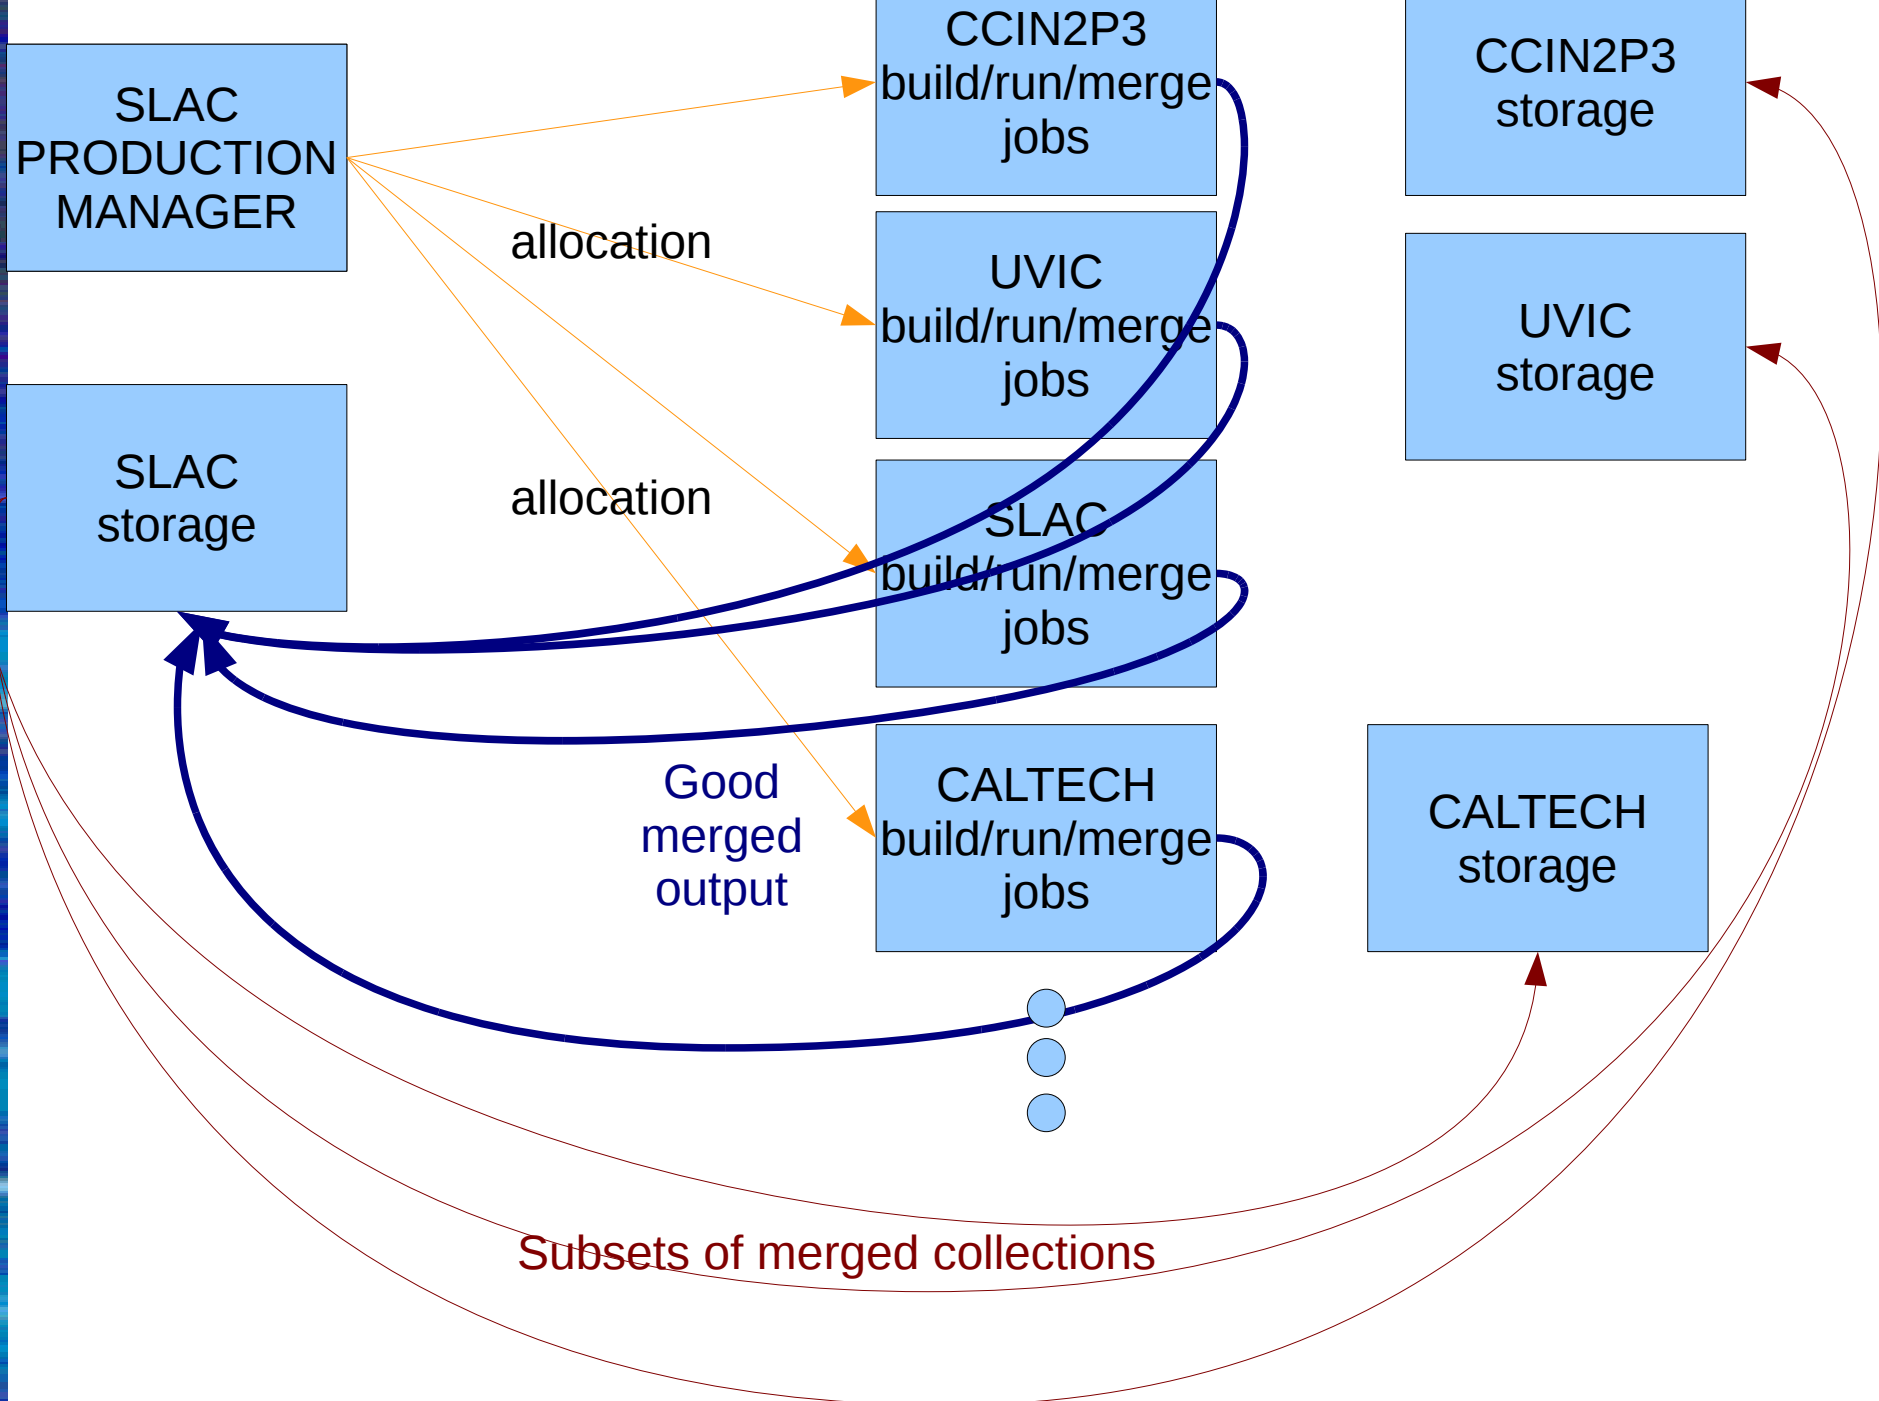 SLAC
PRODUCTION
MANAGER
CCIN2P3
build/run/merge
jobs
CCIN2P3
storage
allocation
UVIC
build/run/merge
jobs
UVIC
storage
SLAC
storage
allocation
SLAC
build/run/merge
jobs
Good
merged
output
CALTECH
build/run/merge
jobs
CALTECH
storage
Subsets of merged collections